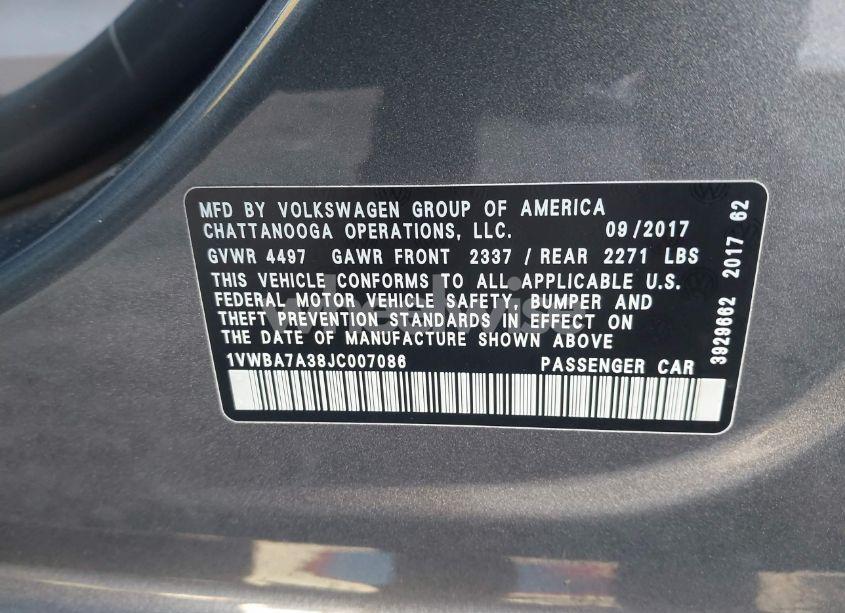 MFD BY VOLKSWAGEN GROUP OF AMERICA
CHATTANOOGA OPERATIONS, LLC. 09/2017
GVWR 4497 GAWR FRONT 2337 / REAR 2271 LBS
THIS VEHICLE CONFORMS TO ALL APPLICABLE U.S.
FEDERAL MOTOR VEHICLE SAFETY, BUMPER AND
THEFT PREVENTION STANDARDS IN EFFECT ON
THE DATE OF MANUFACTURE SHOWN ABOVE
1VWBA7A38JC007086 PASSENGER CAR
3929662 2017 62